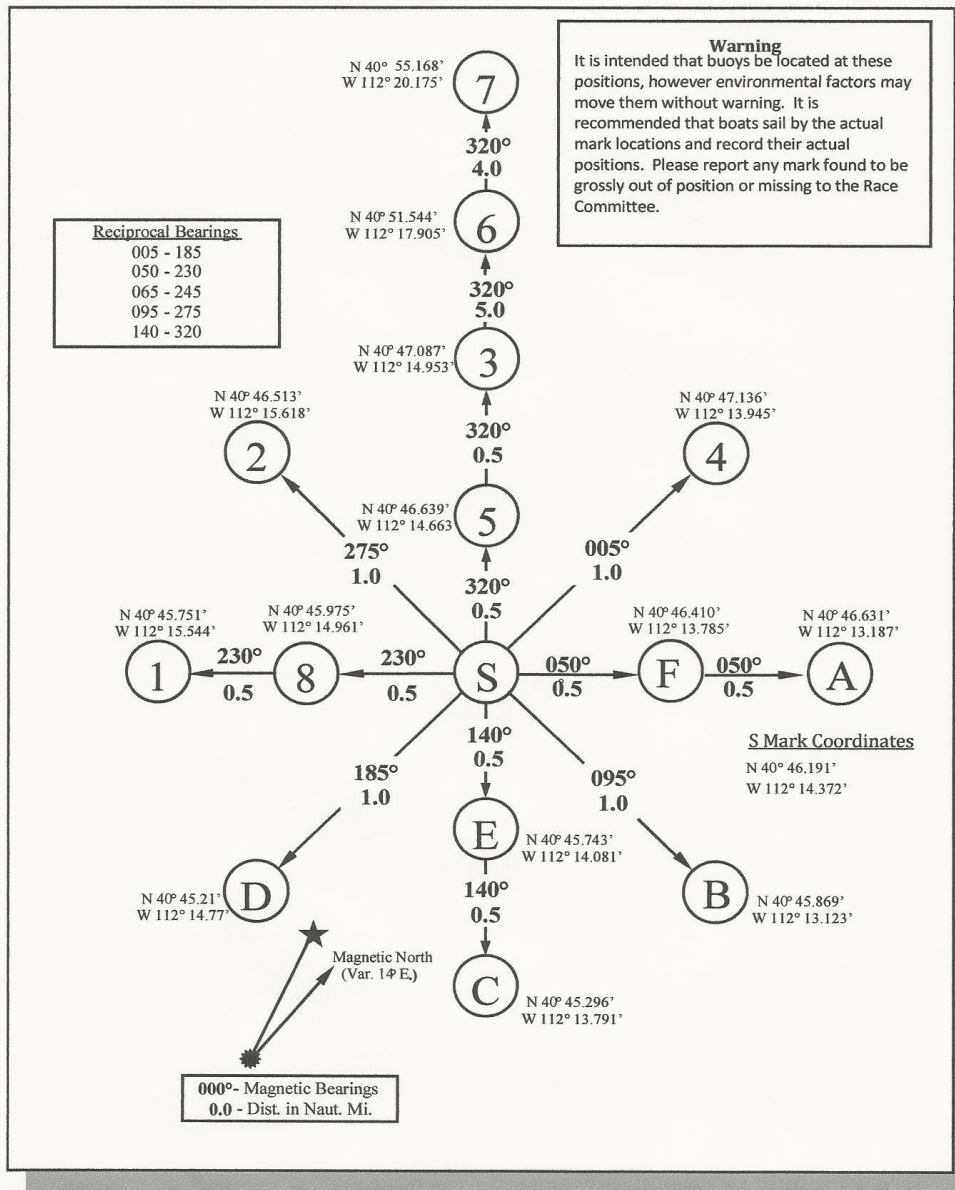 Warning
It is intended that buoys be located at these
positions, however environmental factors may
move them without warning. It is
recommended that boats sail by the actual
mark locations and record their actual
positions. Please report any mark found to be
grossly out of position or missing to the Race
Committee.
N 40° 55.168'
W 112° 20.175'
7
320°
4.0
N 40° 51.544'
W 112° 17.905'
6
Reciprocal Bearings
005 - 185
050 - 230
065 - 245
095 - 275
140 - 320
320°
5.0
N 40° 47.087'
W 112° 14.953'
3
N 40° 46.513'
W 112° 15.618'
2
N 40° 47.136'
W 112° 13.945'
4
320°
0.5
N 40° 46.639'
W 112° 14.663
5
275°
1.0
005°
1.0
320°
0.5
N 40° 45.751'
W 112° 15.544'
1
230°
0.5
N 40° 45.975'
W 112° 14.961'
8
230°
0.5
S
050°
0.5
N 40° 46.410'
W 112° 13.785'
F
050°
0.5
N 40° 46.631'
W 112° 13.187'
A
S Mark Coordinates
N 40° 46.191'
W 112° 14.372'
185°
1.0
140°
0.5
095°
1.0
E
N 40° 45.743'
W 112° 14.081'
D
N 40° 45.21'
W 112° 14.77'
140°
0.5
B
N 40° 45.869'
W 112° 13.123'
C
N 40° 45.296'
W 112° 13.791'
Magnetic North
(Var. 14° E.)
000°- Magnetic Bearings
0.0 - Dist. in Naut. Mi.